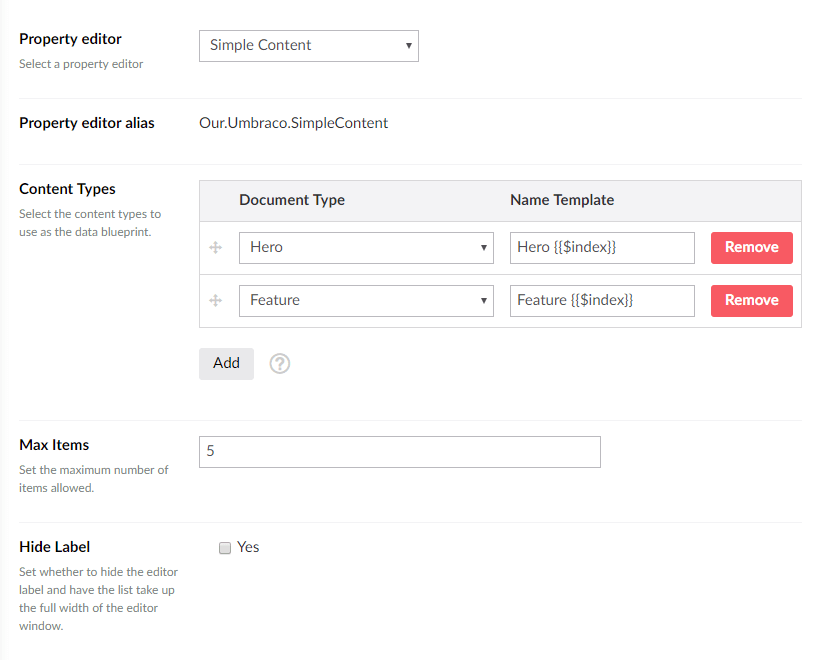 Property editor
Simple Content
Select a property editor
Property editor alias
Our.Umbraco.SimpleContent
Content Types
Select the content types to
use as the data blueprint.
Document Type Name Template
Hero Hero {{$index}} Remove
Feature Feature {{$index}} Remove
Add ?
Max Items
5
Set the maximum number of
items allowed.
Hide Label
Yes
Set whether to hide the editor
label and have the list take up
the full width of the editor
window.